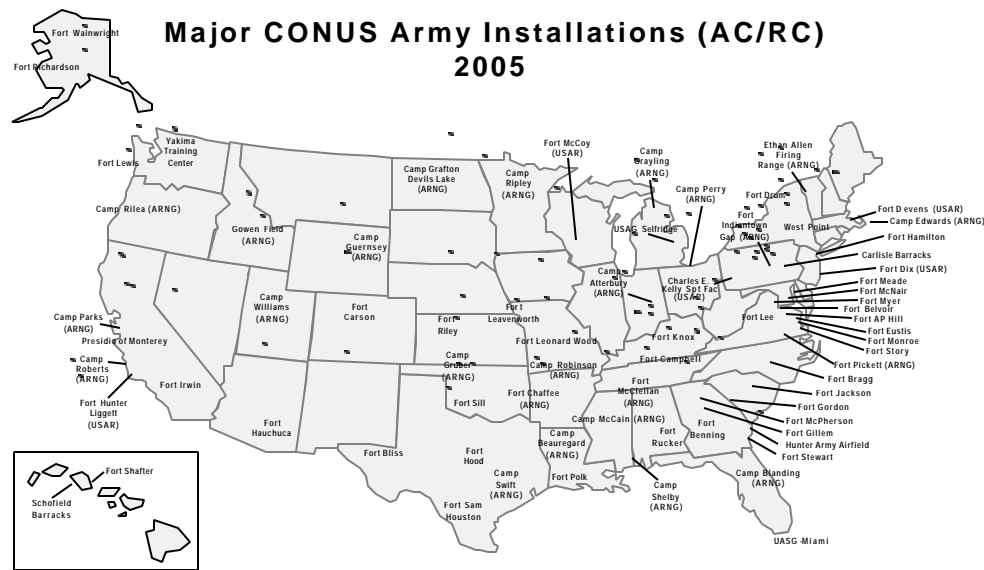 Major CONUS Army Installations (AC/RC)
2005
Fort Wainwright
Fort Richardson
Yakima
Training
Center
Fort Lewis
Camp Rilea (ARNG)
Gowen Field
(ARNG)
Camp Grafton
Devils Lake
(ARNG)
Camp
Ripley
(ARNG)
Fort McCoy
(USAR)
Camp
Grayling
(ARNG)
Camp Perry
(ARNG)
Ethan Allen
Firing
Range (ARNG)
Fort Drum
Fort
Indiantown
Gap (ARNG)
West Point
USAG Selfridge
Fort Devens (USAR)
Camp Edwards (ARNG)
Fort Hamilton
Carlisle Barracks
Fort Dix (USAR)
Fort Meade
Fort McNair
Fort Myer
Fort Belvoir
Fort AP Hill
Fort Eustis
Fort Monroe
Fort Story
Fort Pickett (ARNG)
Fort Bragg
Fort Jackson
Fort Gordon
Fort McPherson
Fort Gillem
Hunter Army Airfield
Fort Stewart
Camp
Guernsey
(ARNG)
Camp
Atterbury
(ARNG)
Charles E.
Kelly Spt Fac
(USAR)
Fort Lee
Camp
Williams
(ARNG)
Fort
Carson
Fort
Riley
Fort
Leavenworth
Fort Leonard Wood
Fort Knox
Fort Campbell
Camp Parks
(ARNG)
Presidio of Monterey
Camp
Roberts
(ARNG)
Fort Hunter
Liggett
(USAR)
Fort Irwin
Fort
Hauchuca
Camp
Gruber
(ARNG)
Camp Robinson
(ARNG)
Fort Sill
Fort Chaffee
(ARNG)
Fort
McClellan
(ARNG)
Camp McCain (ARNG)
Fort
Rucker
Fort
Benning
Fort Bliss
Fort
Hood
Camp
Beauregard
(ARNG)
Camp
Swift
(ARNG)
Fort Polk
Camp
Shelby
(ARNG)
Camp Blanding
(ARNG)
Fort Sam
Houston
UASG -Miami
Fort Shafter
Schofield
Barracks